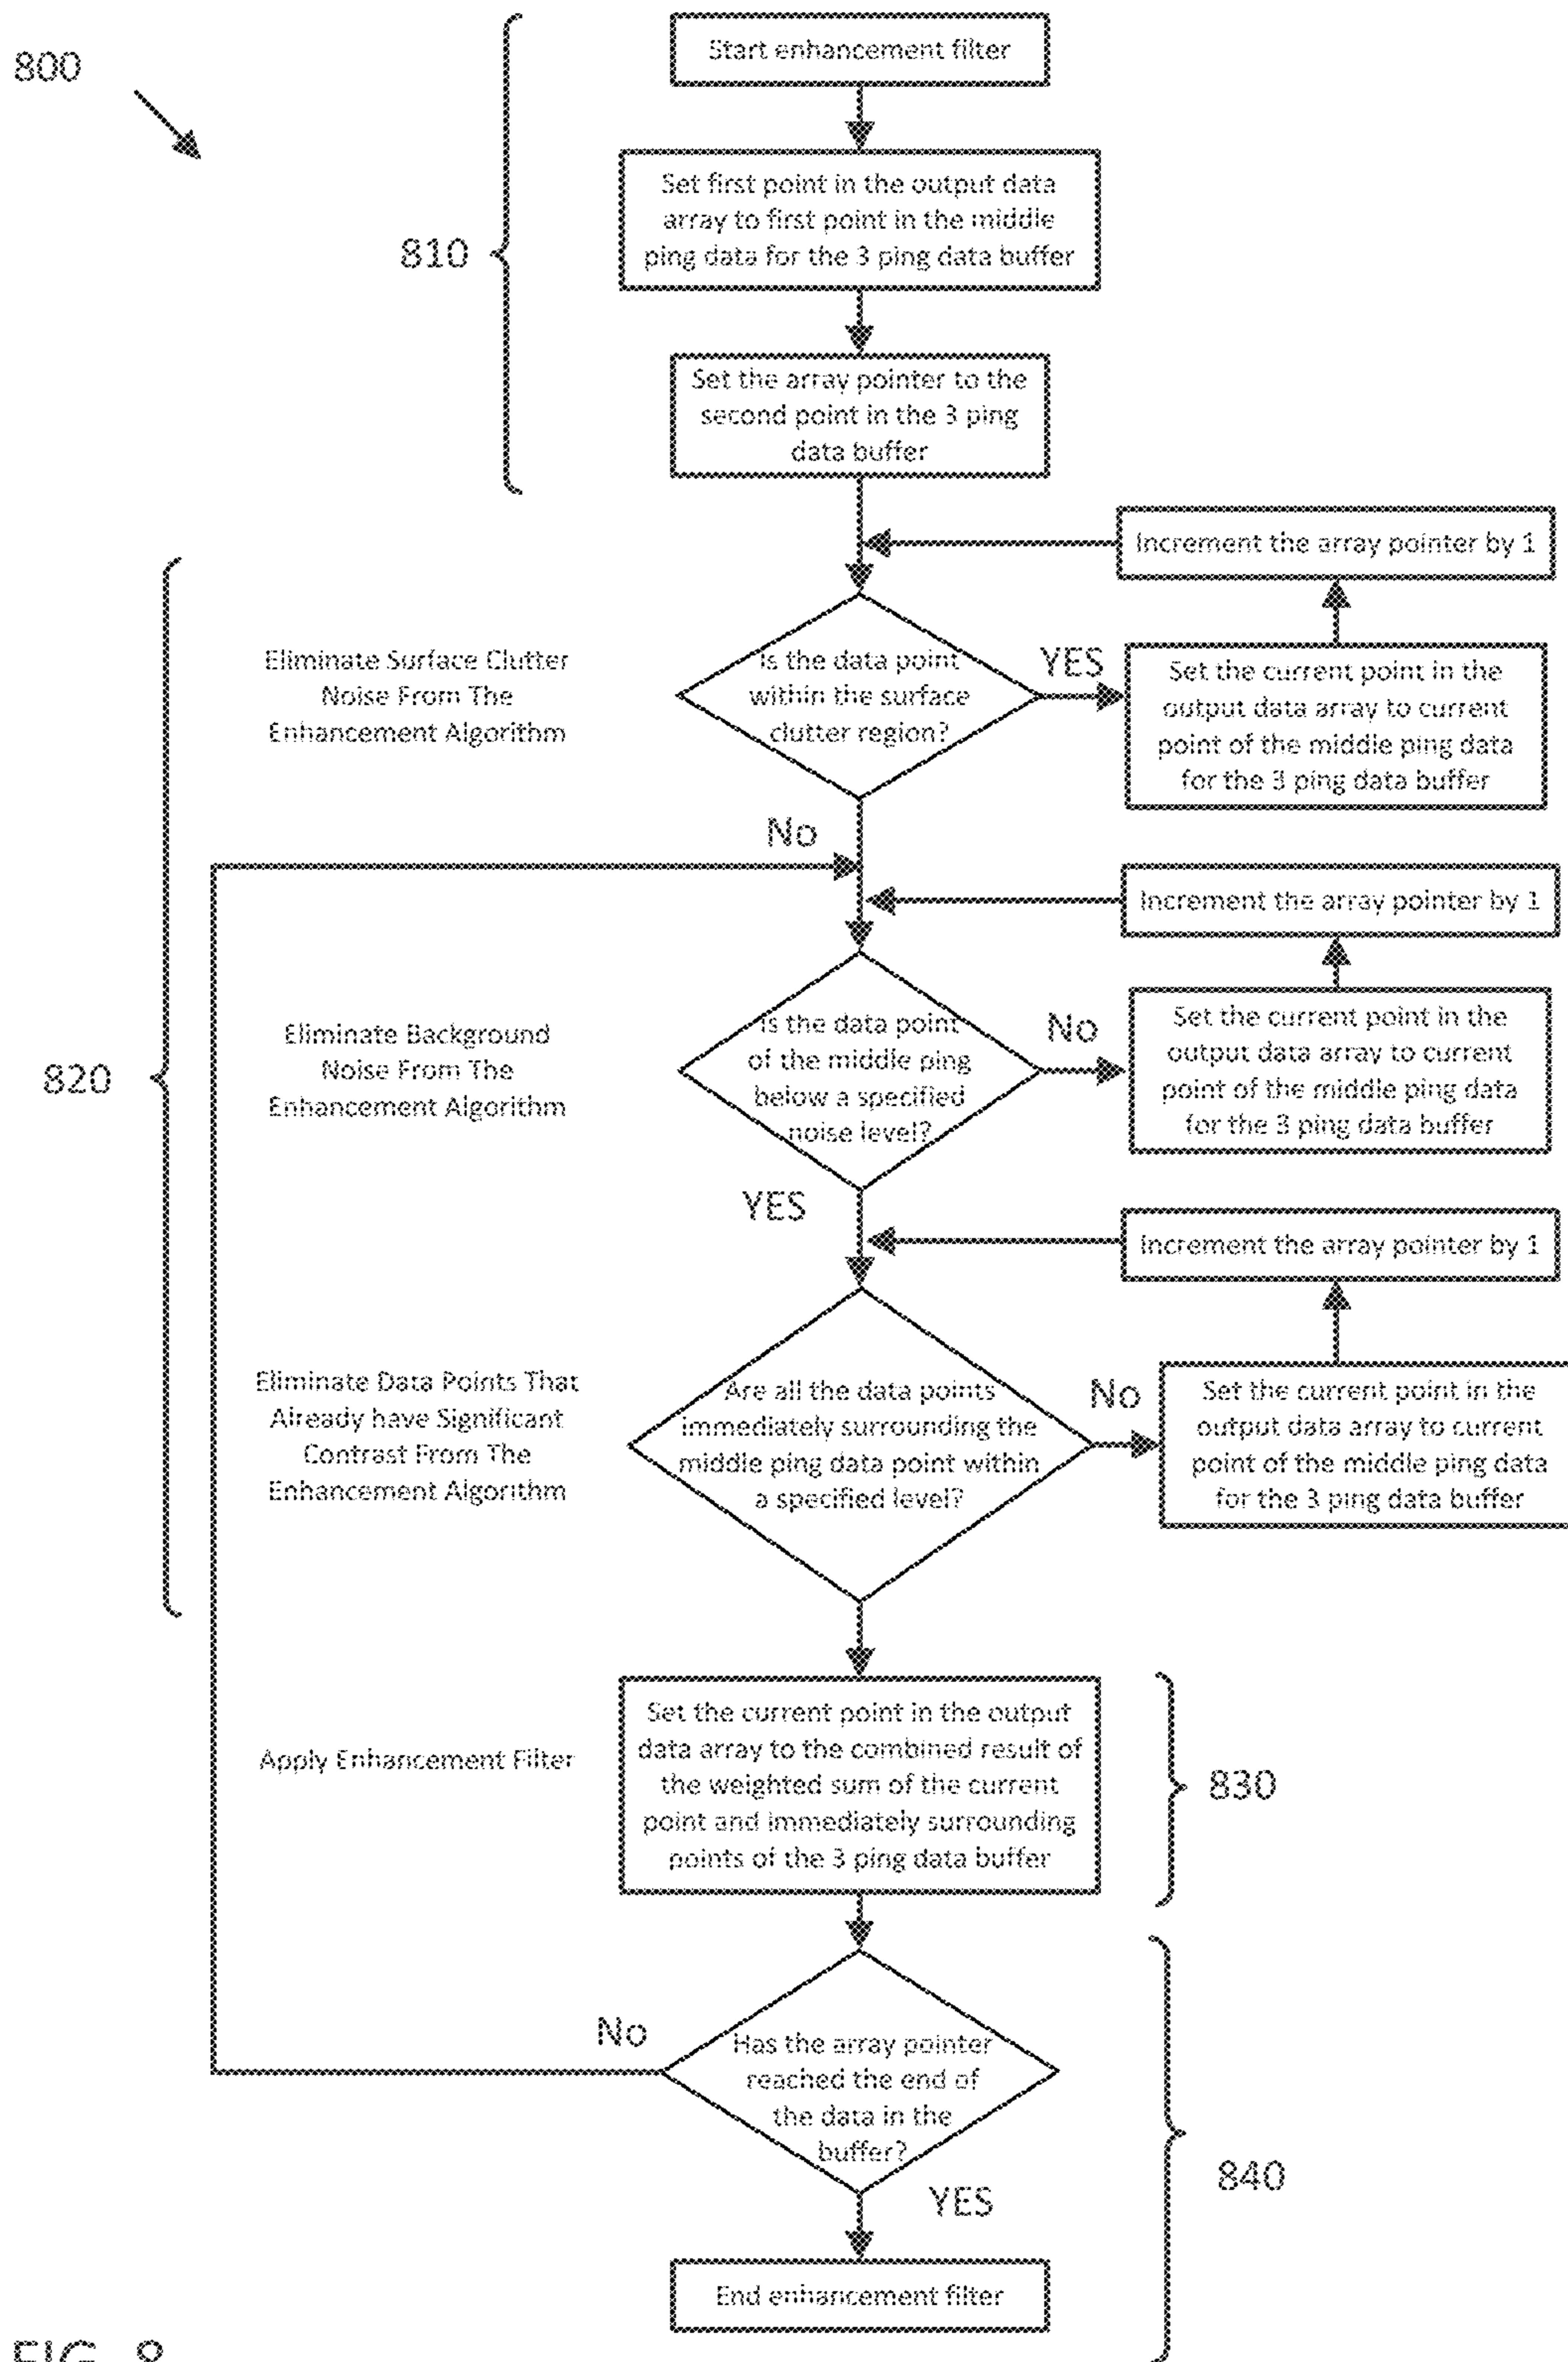 800
Start enhancement filter
Set first point in the output data
array to first point in the middle
ping data for the 3 ping data buffer
810
Set the array pointer to the
second point in the 3 ping
data buffer
Increment the array pointer by 1
Eliminate Surface Clutter
Noise From The
Enhancement Algorithm
Is the data point
within the surface
clutter region?
YES
Set the current point in the
output data array to current
point of the middle ping data
for the 3 ping data buffer
No
Increment the array pointer by 1
820
Eliminate Background
Noise From The
Enhancement Algorithm
Is the data point
of the middle ping
below a specified
noise level?
No
Set the current point in the
output data array to current
point of the middle ping data
for the 3 ping data buffer
YES
Increment the array pointer by 1
Eliminate Data Points That
Already have Significant
Contrast From The
Enhancement Algorithm
Are all the data points
immediately surrounding the
middle ping data point within
a specified level?
No
Set the current point in the
output data array to current
point of the middle ping data
for the 3 ping data buffer
Apply Enhancement Filter
Set the current point in the output
data array to the combined result of
the weighted sum of the current
point and immediately surrounding
points of the 3 ping data buffer
830
No
Has the array pointer
reached the end of
the data in the
buffer?
YES
840
End enhancement filter
FIG. 8